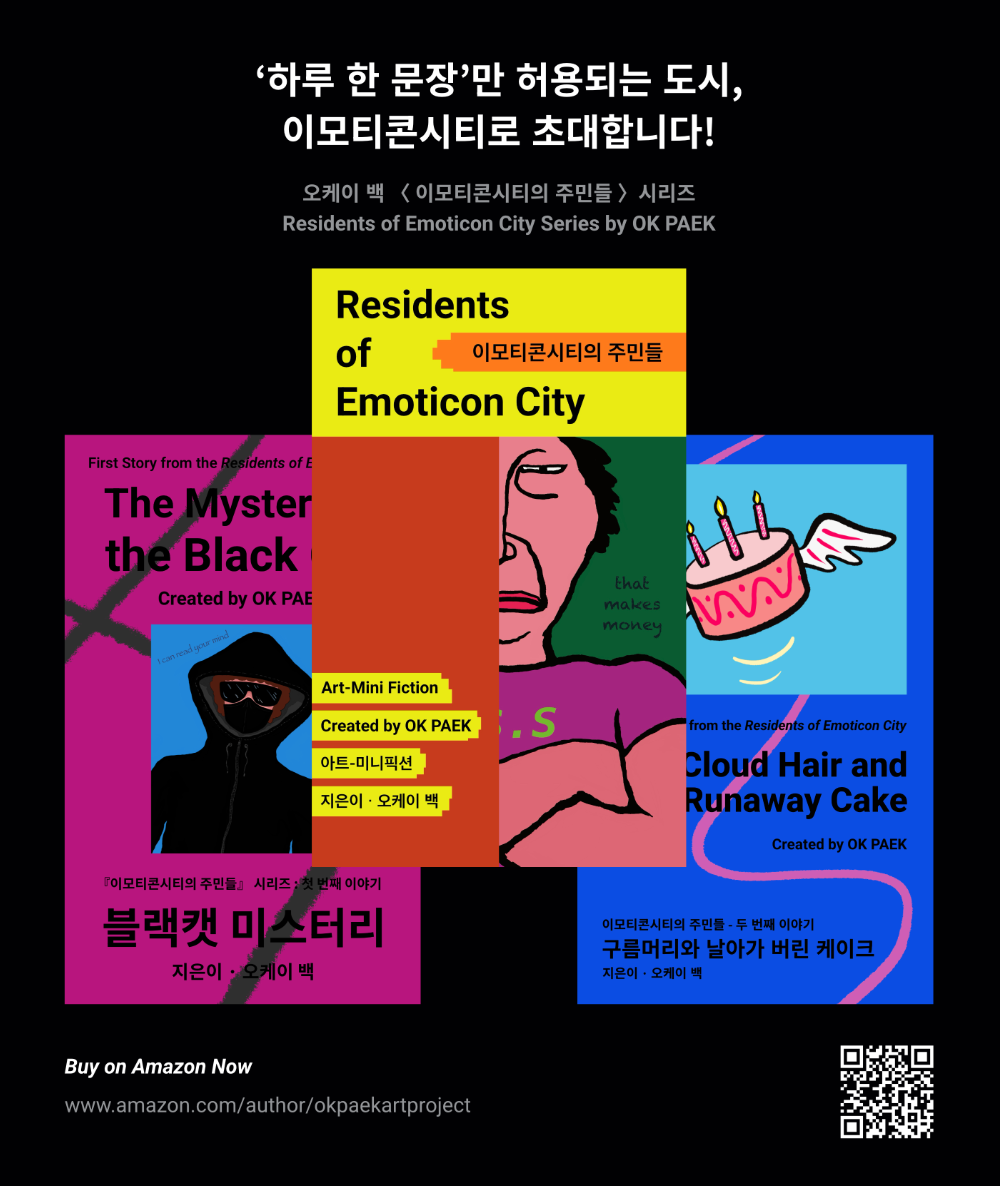 ‘하루 한 문장’만 허용되는 도시,
이모티콘시티로 초대합니다!
오케이 백 〈 이모티콘시티의 주민들 〉 시리즈
Residents of Emoticon City Series by OK PAEK
Residents
of
이모티콘시티의 주민들
Emoticon City
that
makes
money
.S
Art-Mini Fiction
Created by OK PAEK
아트-미니픽션
지은이 · 오케이 백
First Story from the Residents of E
The Myster
the Black
Created by OK PAE
I can read your mind
『이모티콘시티의 주민들』 시리즈 : 첫 번째 이야기
블랙캣 미스터리
지은이 · 오케이 백
from the Residents of Emoticon City
Cloud Hair and
Runaway Cake
Created by OK PAEK
이모티콘시티의 주민들 - 두 번째 이야기
구름머리와 날아가 버린 케이크
지은이 · 오케이 백
Buy on Amazon Now
www.amazon.com/author/okpaekartproject